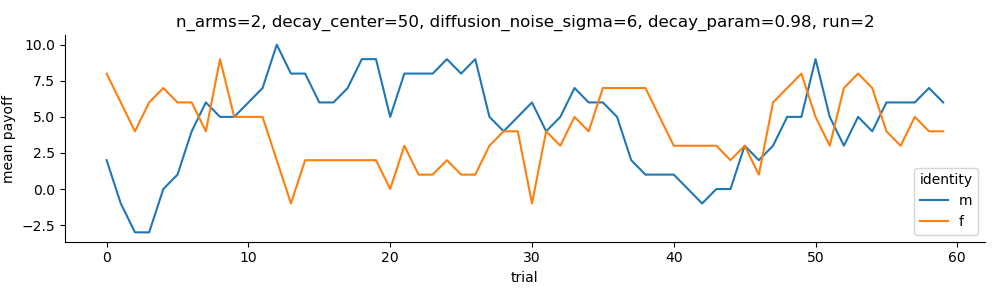 n_arms=2, decay_center=50, diffusion_noise_sigma=6, decay_param=0.98, run=2
mean payoff
10.0
7.5
5.0
2.5
0.0
−2.5
identity
m
f
0 10 20 30 40 50 60
trial